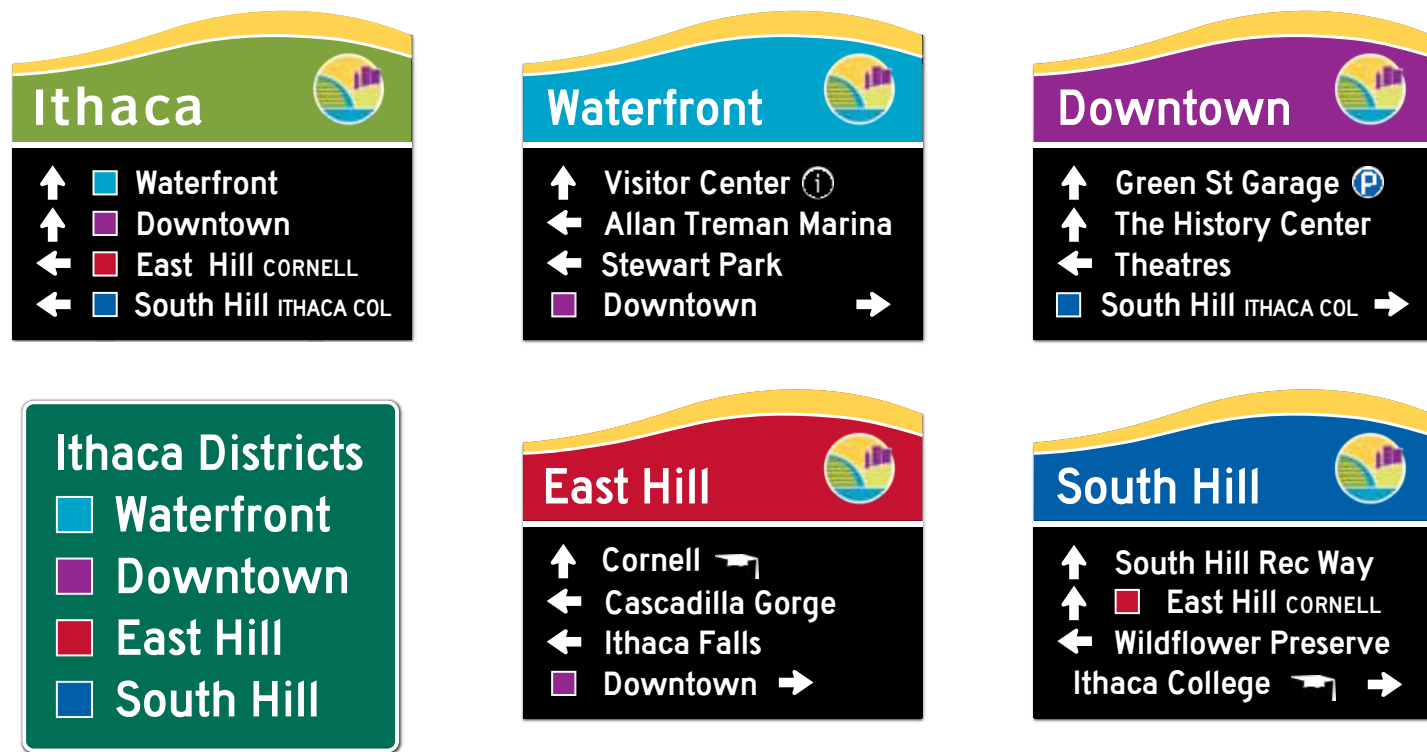 Ithaca
Waterfront
Downtown
East Hill CORNELL
South Hill ITHACA COL
Waterfront
Visitor Center i
Allan Treman Marina
Stewart Park
Downtown
Downtown
Green St Garage P
The History Center
Theatres
South Hill ITHACA COL
Ithaca Districts
Waterfront
Downtown
East Hill
South Hill
East Hill
Cornell
Cascadilla Gorge
Ithaca Falls
Downtown
South Hill
South Hill Rec Way
East Hill CORNELL
Wildflower Preserve
Ithaca College